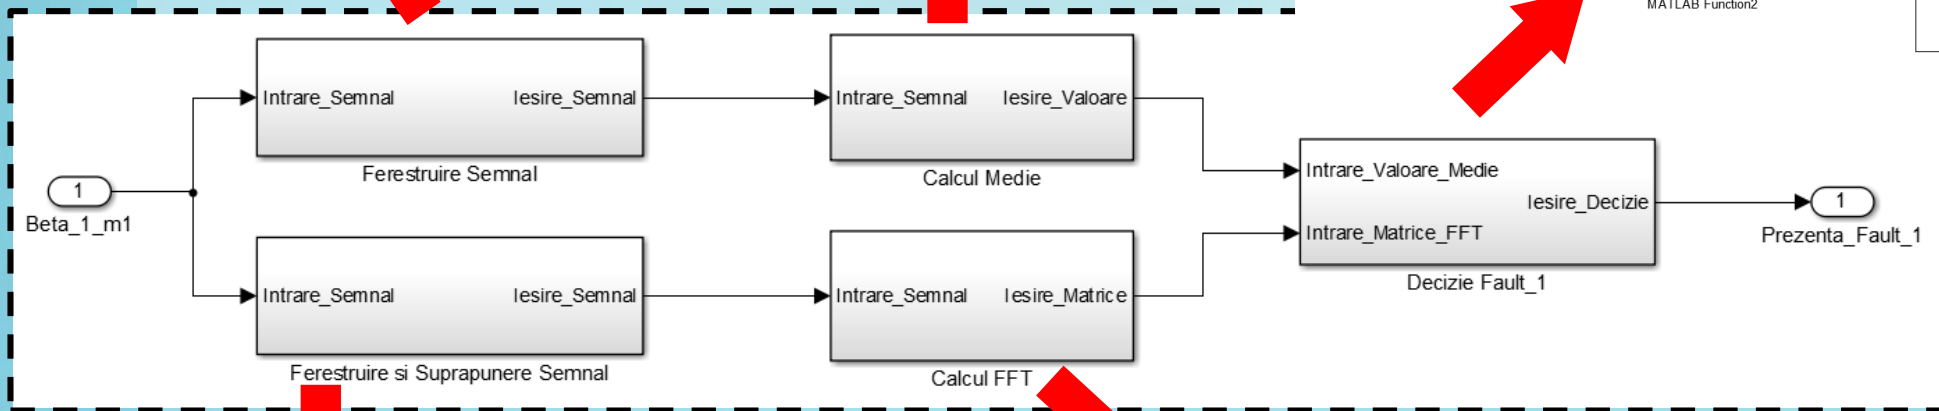 MATLAB Function2
Intrare_Semnal
Iesire_Semnal
Ferestruire Semnal
Intrare_Semnal
Iesire_Valoare
Calcul Medie
1
Beta_1_m1
Intrare_Valoare_Medie
Iesire_Decizie
Intrare_Matrice_FFT
Decizie Fault_1
1
Prezenta_Fault_1
Intrare_Semnal
Iesire_Semnal
Ferestruire si Suprapunere Semnal
Intrare_Semnal
Iesire_Matrice
Calcul FFT